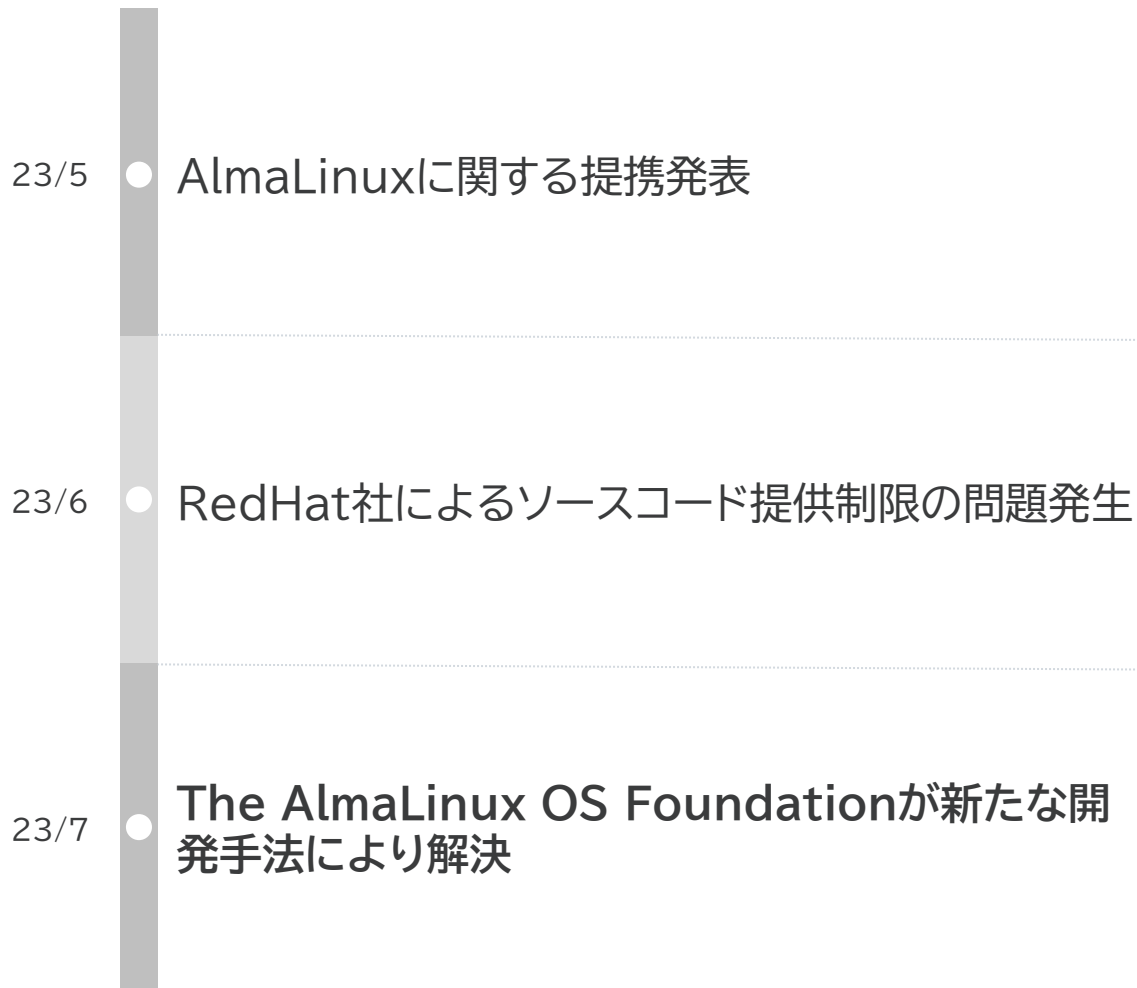 23/5
AlmaLinuxに関する提携発表
23/6
RedHat社によるソースコード提供制限の問題発生
23/7
The AlmaLinux OS Foundationが新たな開
発手法により解決